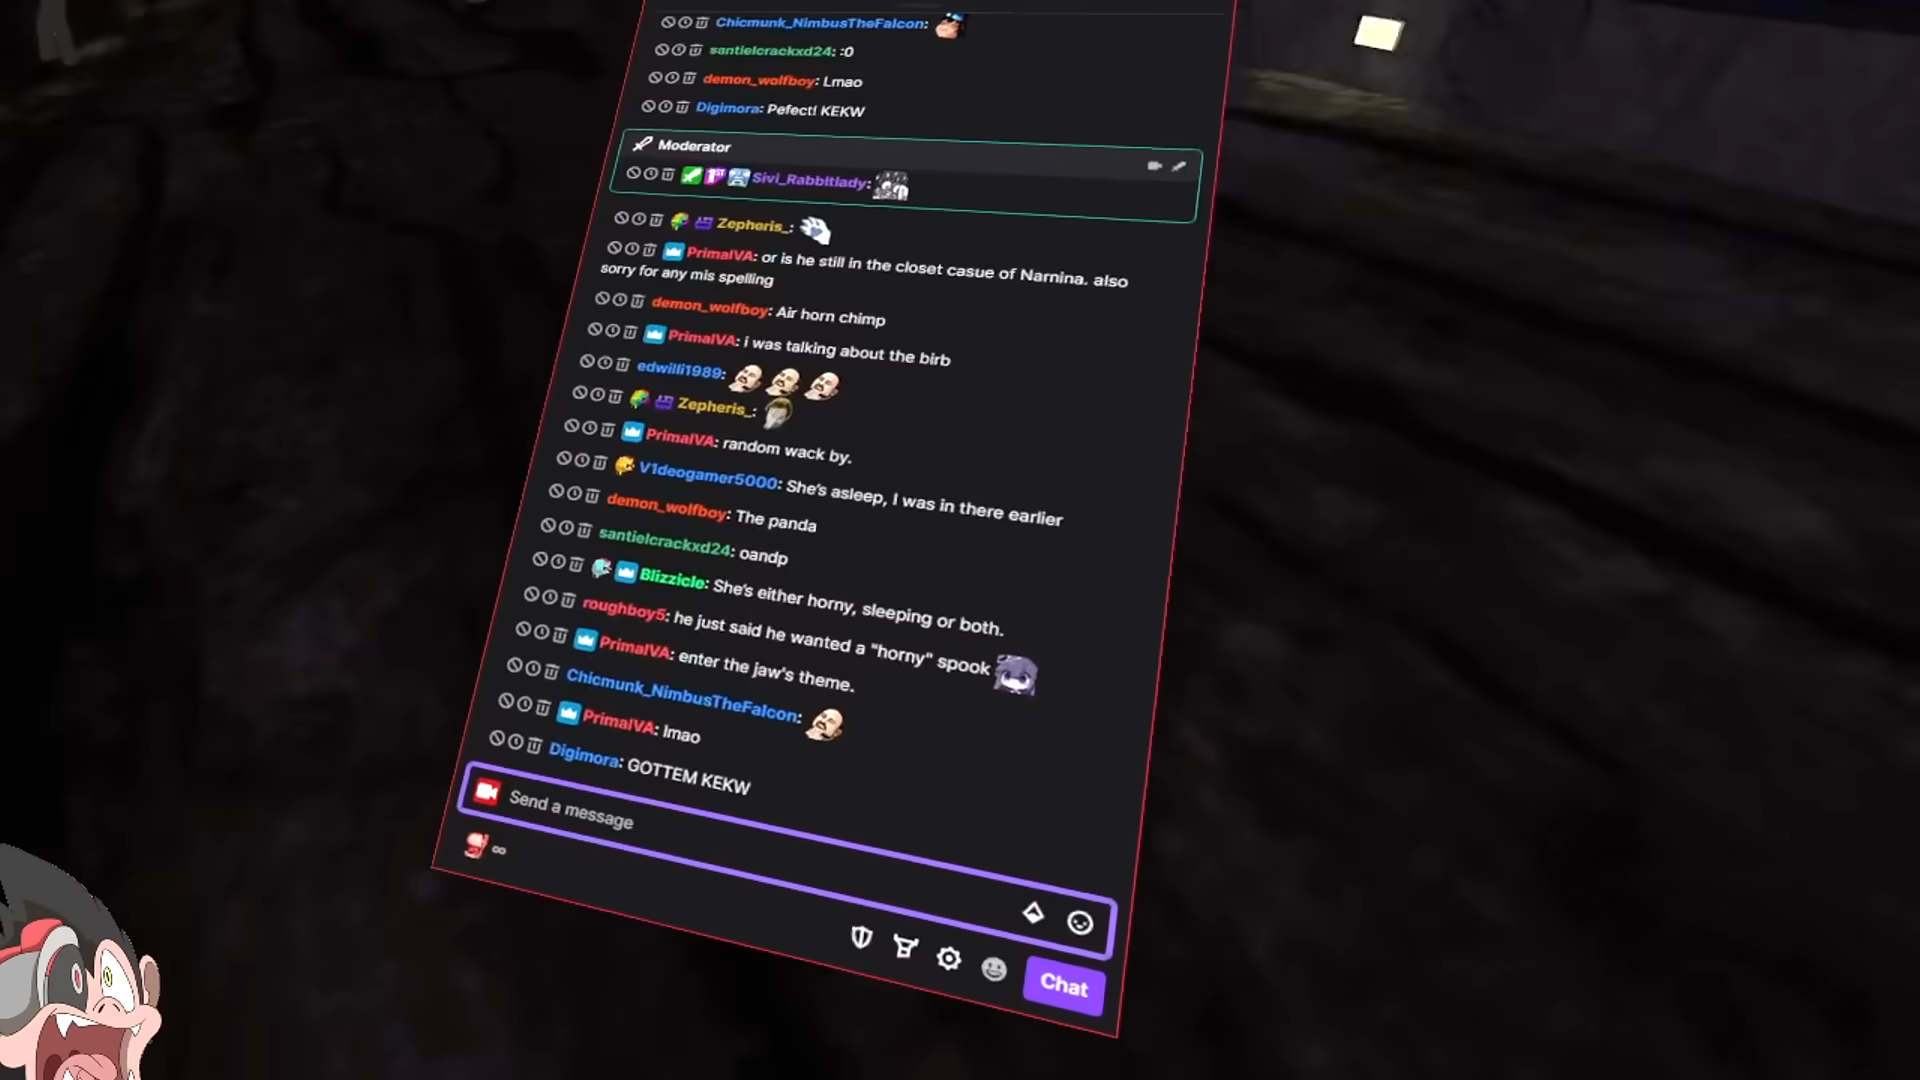 Chicmunk_NimbusTheFalcon:
santielcrackxd24: :0
demon_wolfboy: Lmao
Digimora: Pefect! KEKW
Moderator
1ST Sivi_Rabbitlady:
Zepheris_:
PrimalVA: or is he still in the closet casue of Narnina. also
sorry for any mis spelling
demon_wolfboy: Air horn chimp
PrimalVA: i was talking about the birb
edwilli1989:
Zepheris_:
PrimalVA: random wack by.
V1deogamer5000: She's asleep, I was in there earlier
demon_wolfboy: The panda
santielcrackxd24: oandp
Blizzicle: She's either horny, sleeping or both.
roughboy5: he just said he wanted a "horny" spook
PrimalVA: enter the jaw's theme.
Chicmunk_NimbusTheFalcon:
PrimalVA: lmao
Digimora: GOTTEM KEKW
Send a message
∞
Chat